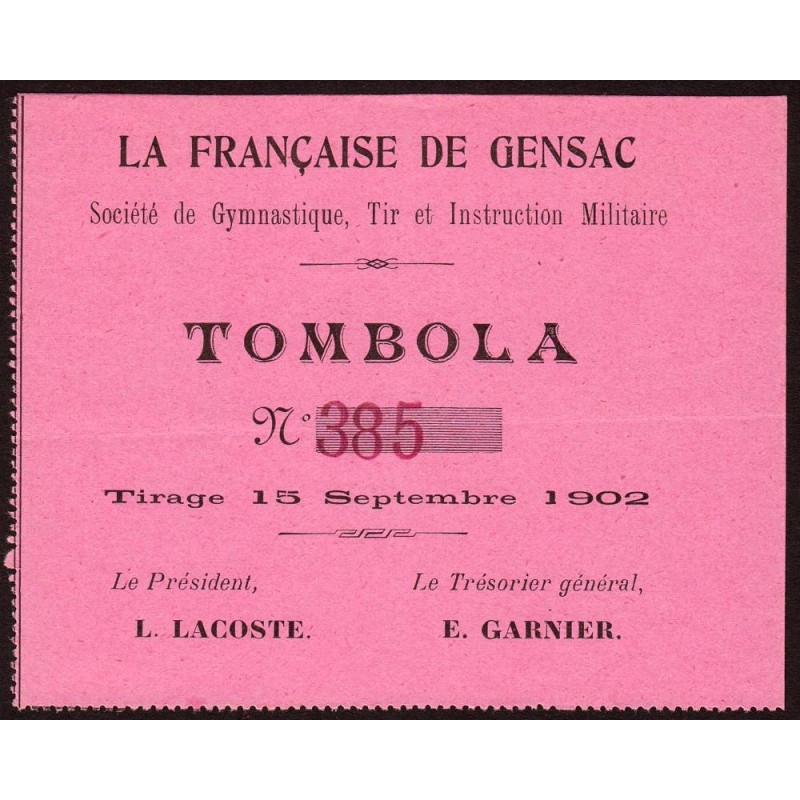 LA FRANÇAISE DE GENSAC
Société de Gymnastique, Tir et Instruction Militaire
TOMBOLA
N° 385
Tirage 15 Septembre 1902
Le Président, Le Trésorier général,
L. LACOSTE. E. GARNIER.